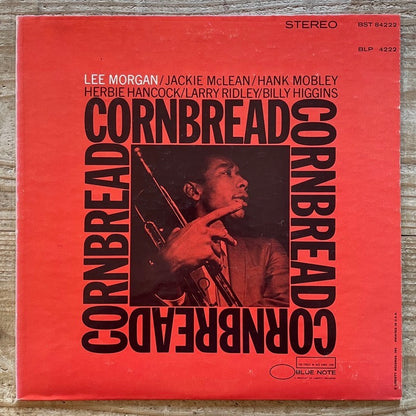 STEREO
BST 84222
BLP 4222
LEE MORGAN/JACKIE McLEAN/HANK MOBLEY
HERBIE HANCOCK/LARRY RIDLEY/BILLY HIGGINS
CORNBREAD
CORNBREAD
CORNBREAD
CORNBREAD
BLUE NOTE